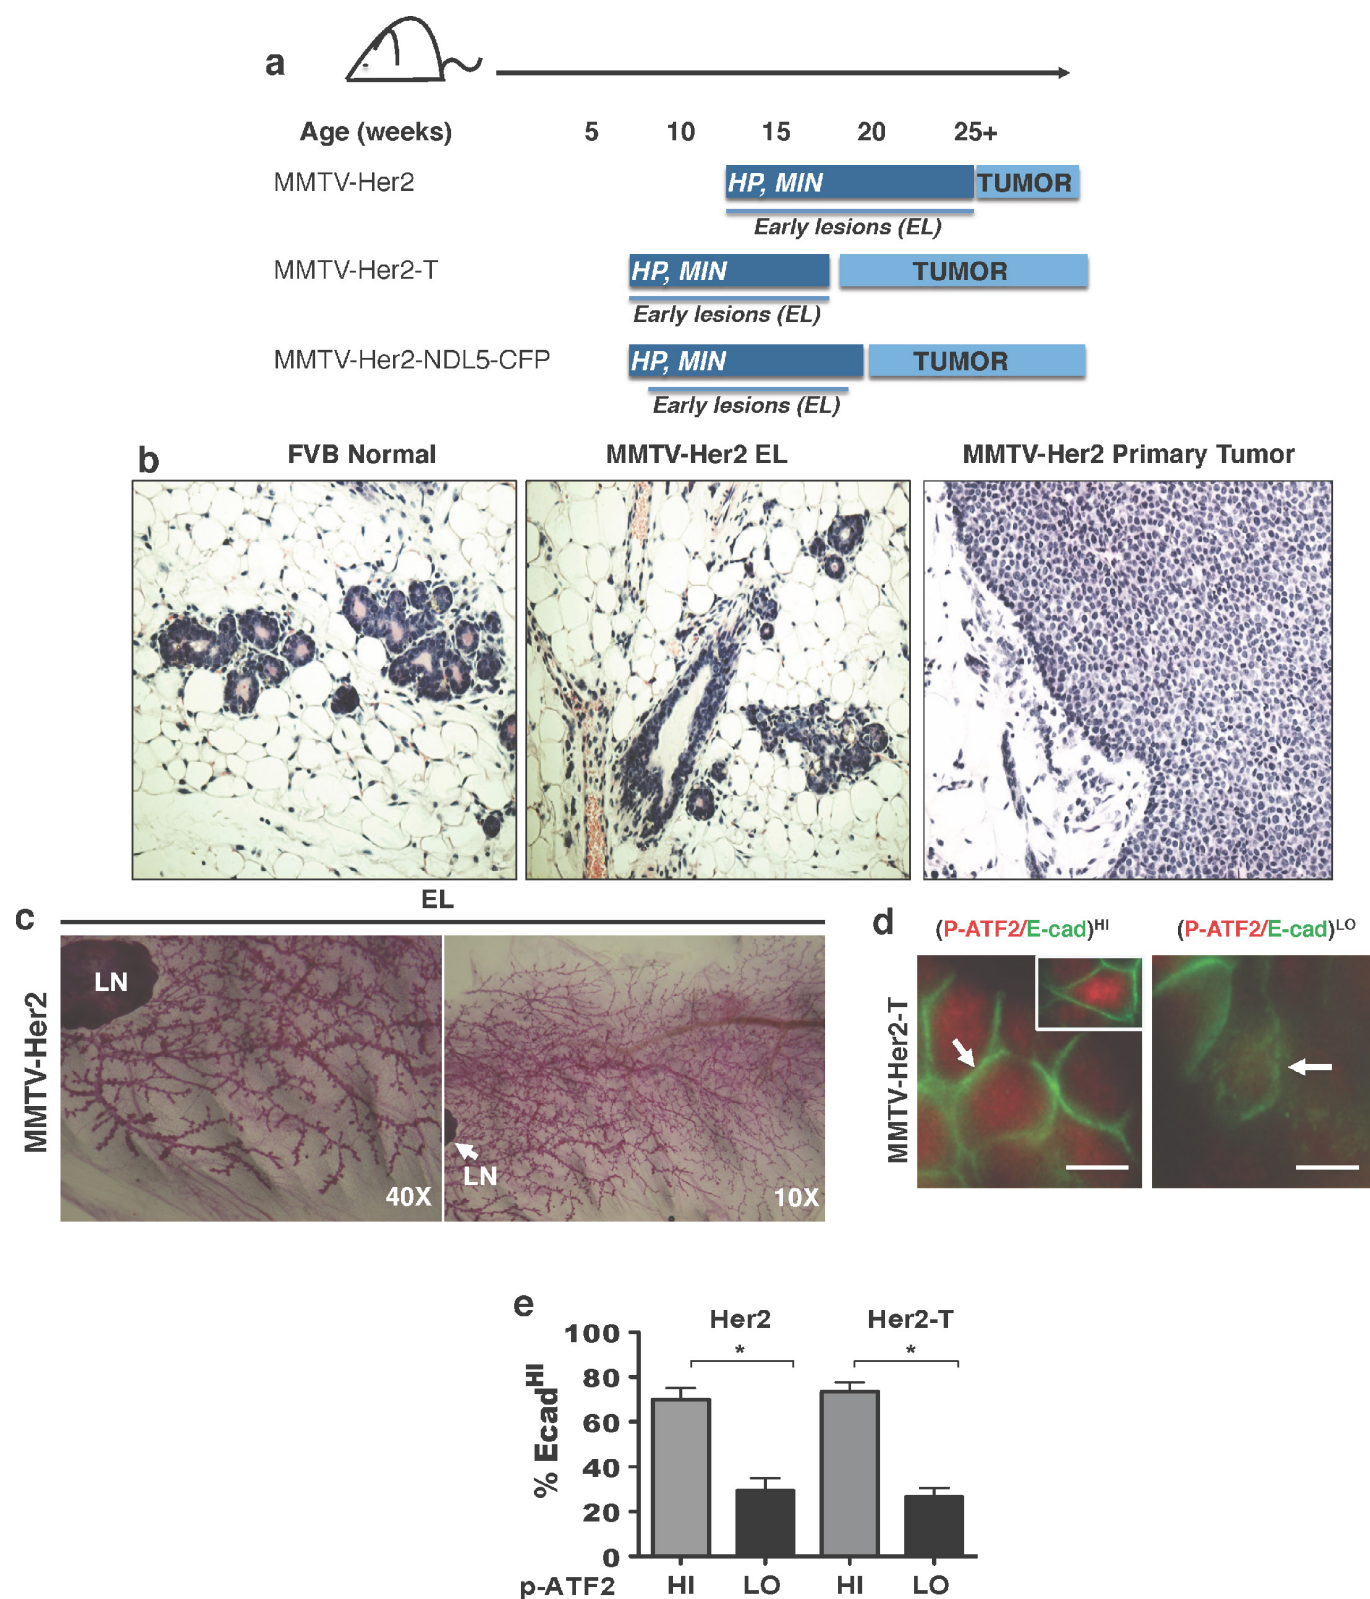 a
Age (weeks) 5 10 15 20 25+
MMTV-Her2 HP, MIN TUMOR
Early lesions (EL)
MMTV-Her2-T HP, MIN TUMOR
Early lesions (EL)
MMTV-Her2-NDL5-CFP HP, MIN TUMOR
Early lesions (EL)
b FVB Normal MMTV-Her2 EL MMTV-Her2 Primary Tumor
c EL
MMTV-Her2
LN
40X
LN
10X
d (P-ATF2/E-cad)HI (P-ATF2/E-cad)LO
MMTV-Her2-T
e
Her2 Her2-T
* *
% EcadHI
100
80
60
40
20
0
p-ATF2 HI LO HI LO